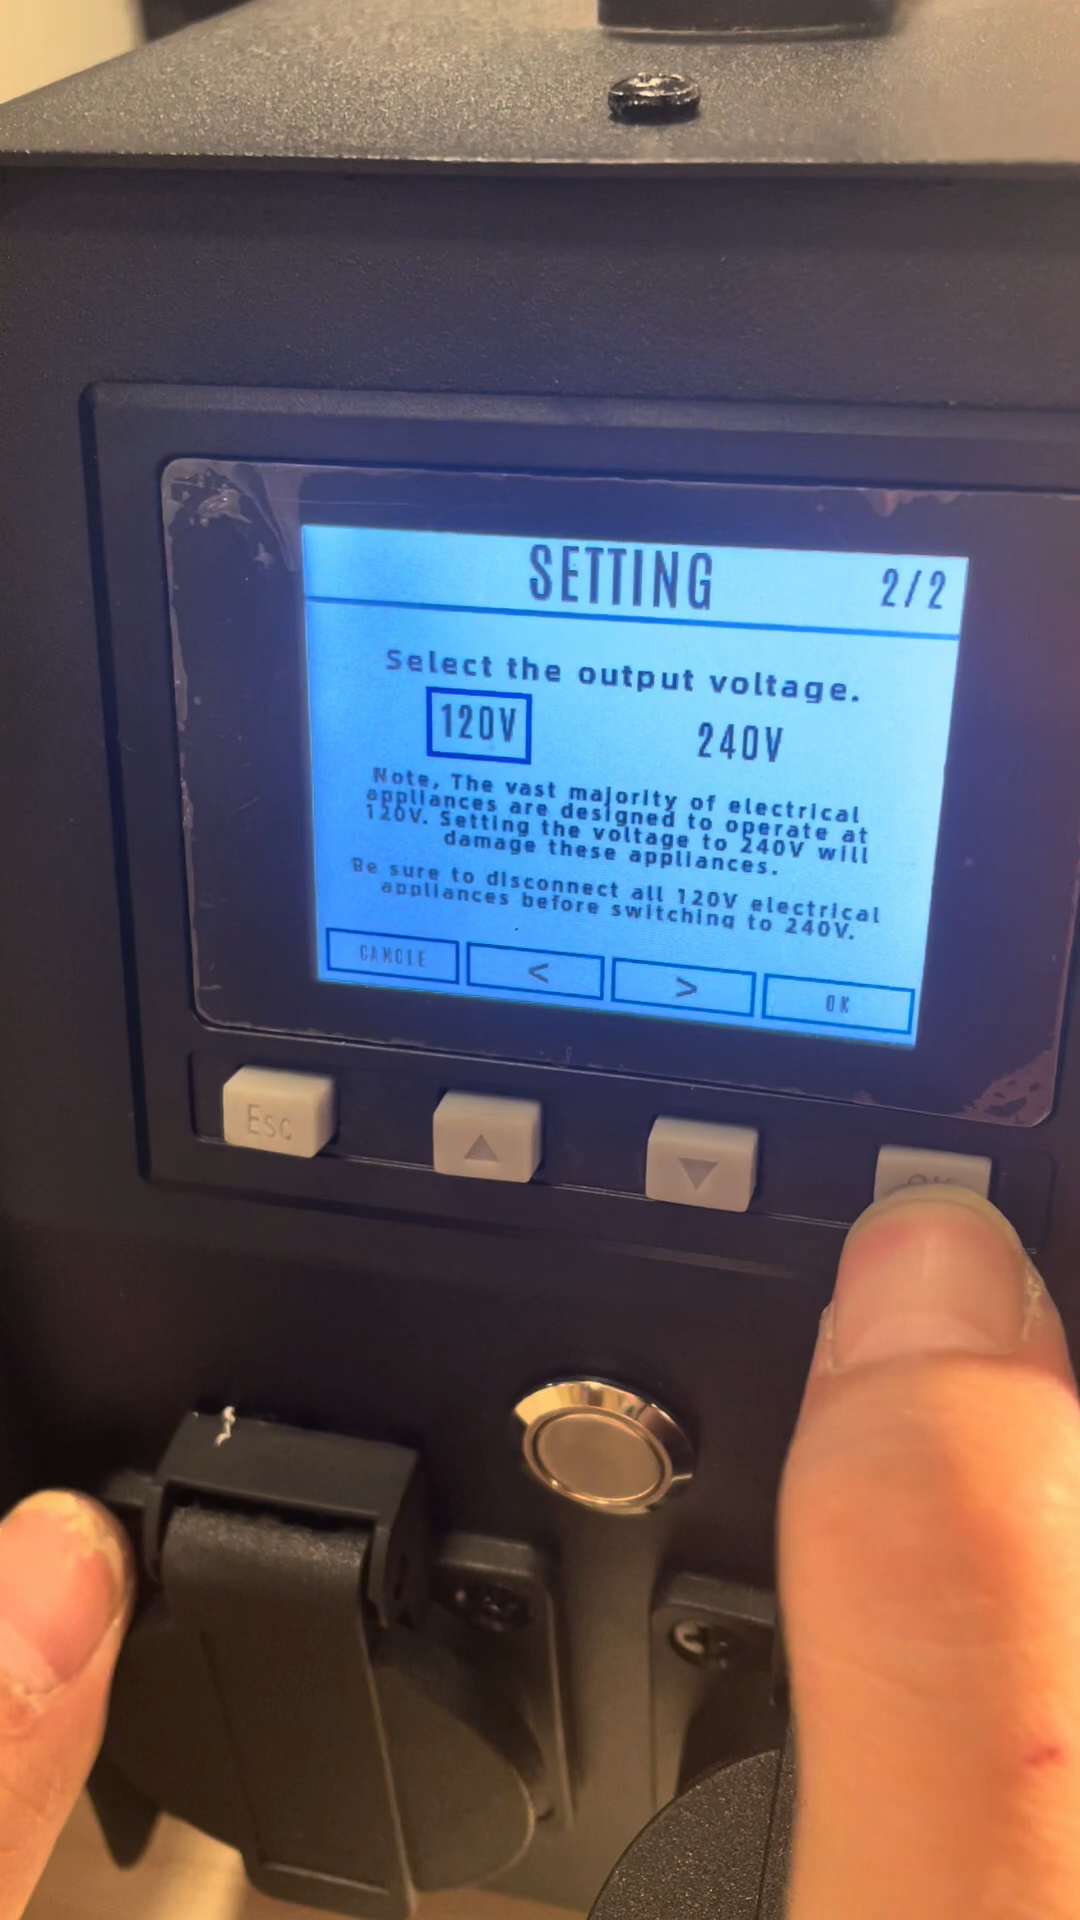 SETTING 2/2
Select the output voltage.
120V 240V
Note, The vast majority of electrical
appliances are designed to operate at
120V. Setting the voltage to 240V will
damage these appliances.
Be sure to disconnect all 120V electrical
appliances before switching to 240V.
CANCLE < > OK
Esc ▲ ▼ OK